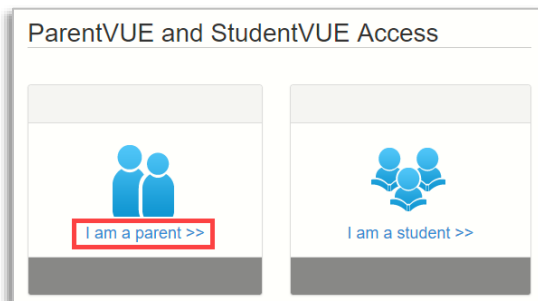 ParentVUE and StudentVUE Access
I am a parent >>
I am a student >>